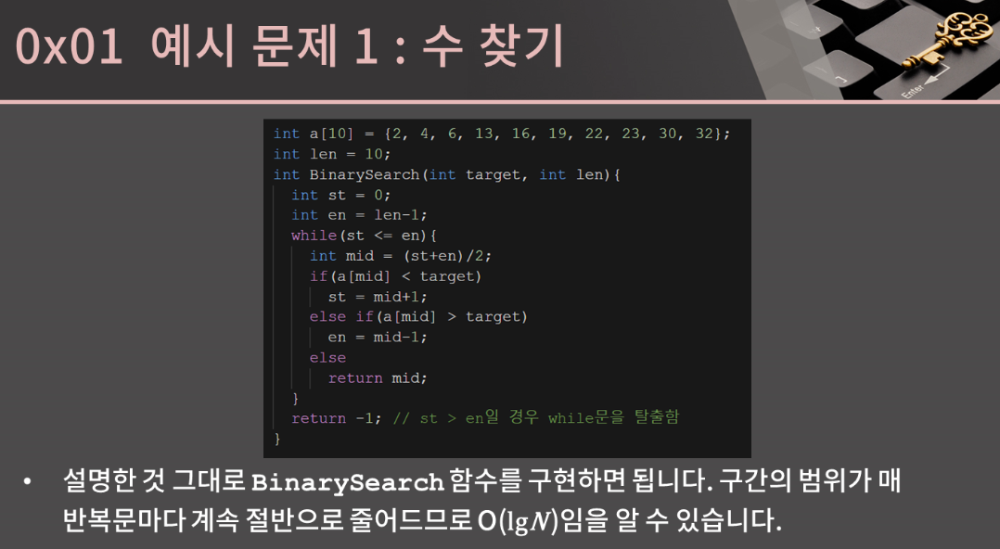 0x01 예시 문제 1 : 수 찾기
Enter
int a[10] = {2, 4, 6, 13, 16, 19, 22, 23, 30, 32};
int len = 10;
int BinarySearch(int target, int len){
int st = 0;
int en = len-1;
while(st <= en){
int mid = (st+en)/2;
if(a[mid] < target)
st = mid+1;
else if(a[mid] > target)
en = mid-1;
else
return mid;
}
return -1; // st > en일 경우 while문을 탈출함
}
• 설명한 것 그대로 BinarySearch 함수를 구현하면 됩니다. 구간의 범위가 매
반복문마다 계속 절반으로 줄어드므로 O(lgN)임을 알 수 있습니다.